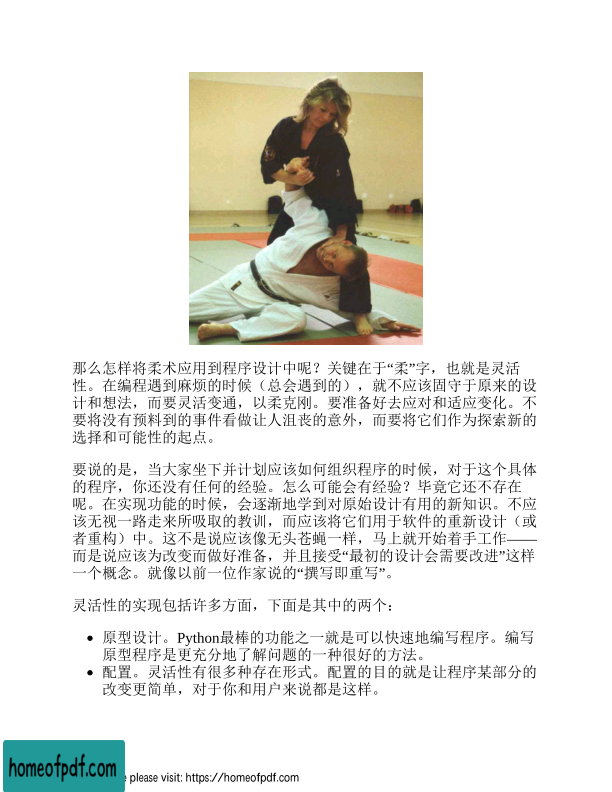 那么怎样将柔术应用到程序设计中呢？关键在于“柔”字，也就是灵活
性。在编程遇到麻烦的时候（总会遇到的），就不应该固守于原来的设
计和想法，而要灵活变通，以柔克刚。要准备好去应对和适应变化。不
要将没有预料到的事件看做让人沮丧的意外，而要将它们作为探索新的
选择和可能性的起点。
要说的是，当大家坐下并计划应该如何组织程序的时候，对于这个具体
的程序，你还没有任何的经验。怎么可能会有经验？毕竟它还不存在
呢。在实现功能的时候，会逐渐地学到对原始设计有用的新知识。不应
该无视一路走来所吸取的教训，而应该将它们用于软件的重新设计（或
者重构）中。这不是说应该像无头苍蝇一样，马上就开始着手工作——
而是说应该为改变而做好准备，并且接受“最初的设计会需要改进”这样
一个概念。就像以前一位作家说的“撰写即重写”。
灵活性的实现包括许多方面，下面是其中的两个：
● 原型设计。Python最棒的功能之一就是可以快速地编写程序。编写
原型程序是更充分地了解问题的一种很好的方法。
● 配置。灵活性有很多种存在形式。配置的目的就是让程序某部分的
改变更简单，对于你和用户来说都是这样。
homeofpdf.com
please visit: https://homeofpdf.com